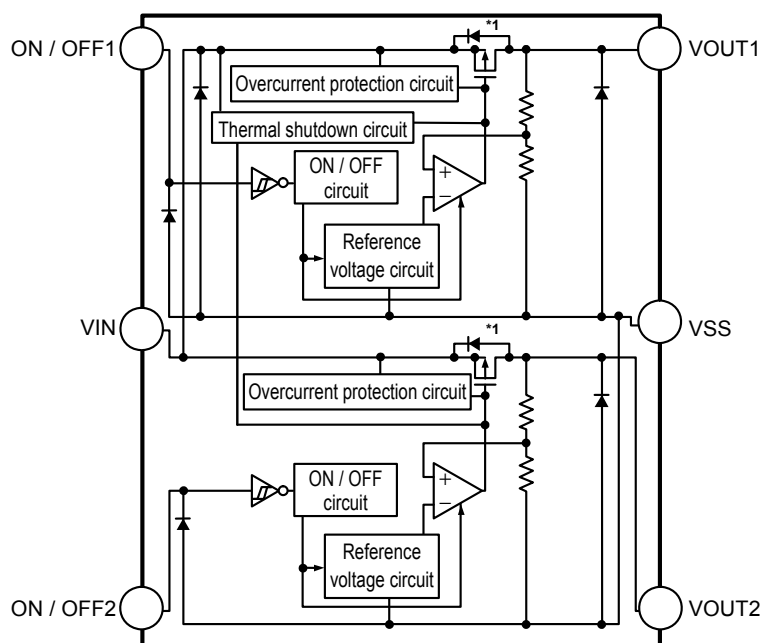 *1
ON / OFF1
VOUT1
Overcurrent protection circuit
Thermal shutdown circuit
ON / OFF
circuit
+
−
Reference
voltage circuit
VIN
VSS
*1
Overcurrent protection circuit
ON / OFF
circuit
+
−
Reference
voltage circuit
ON / OFF2
VOUT2